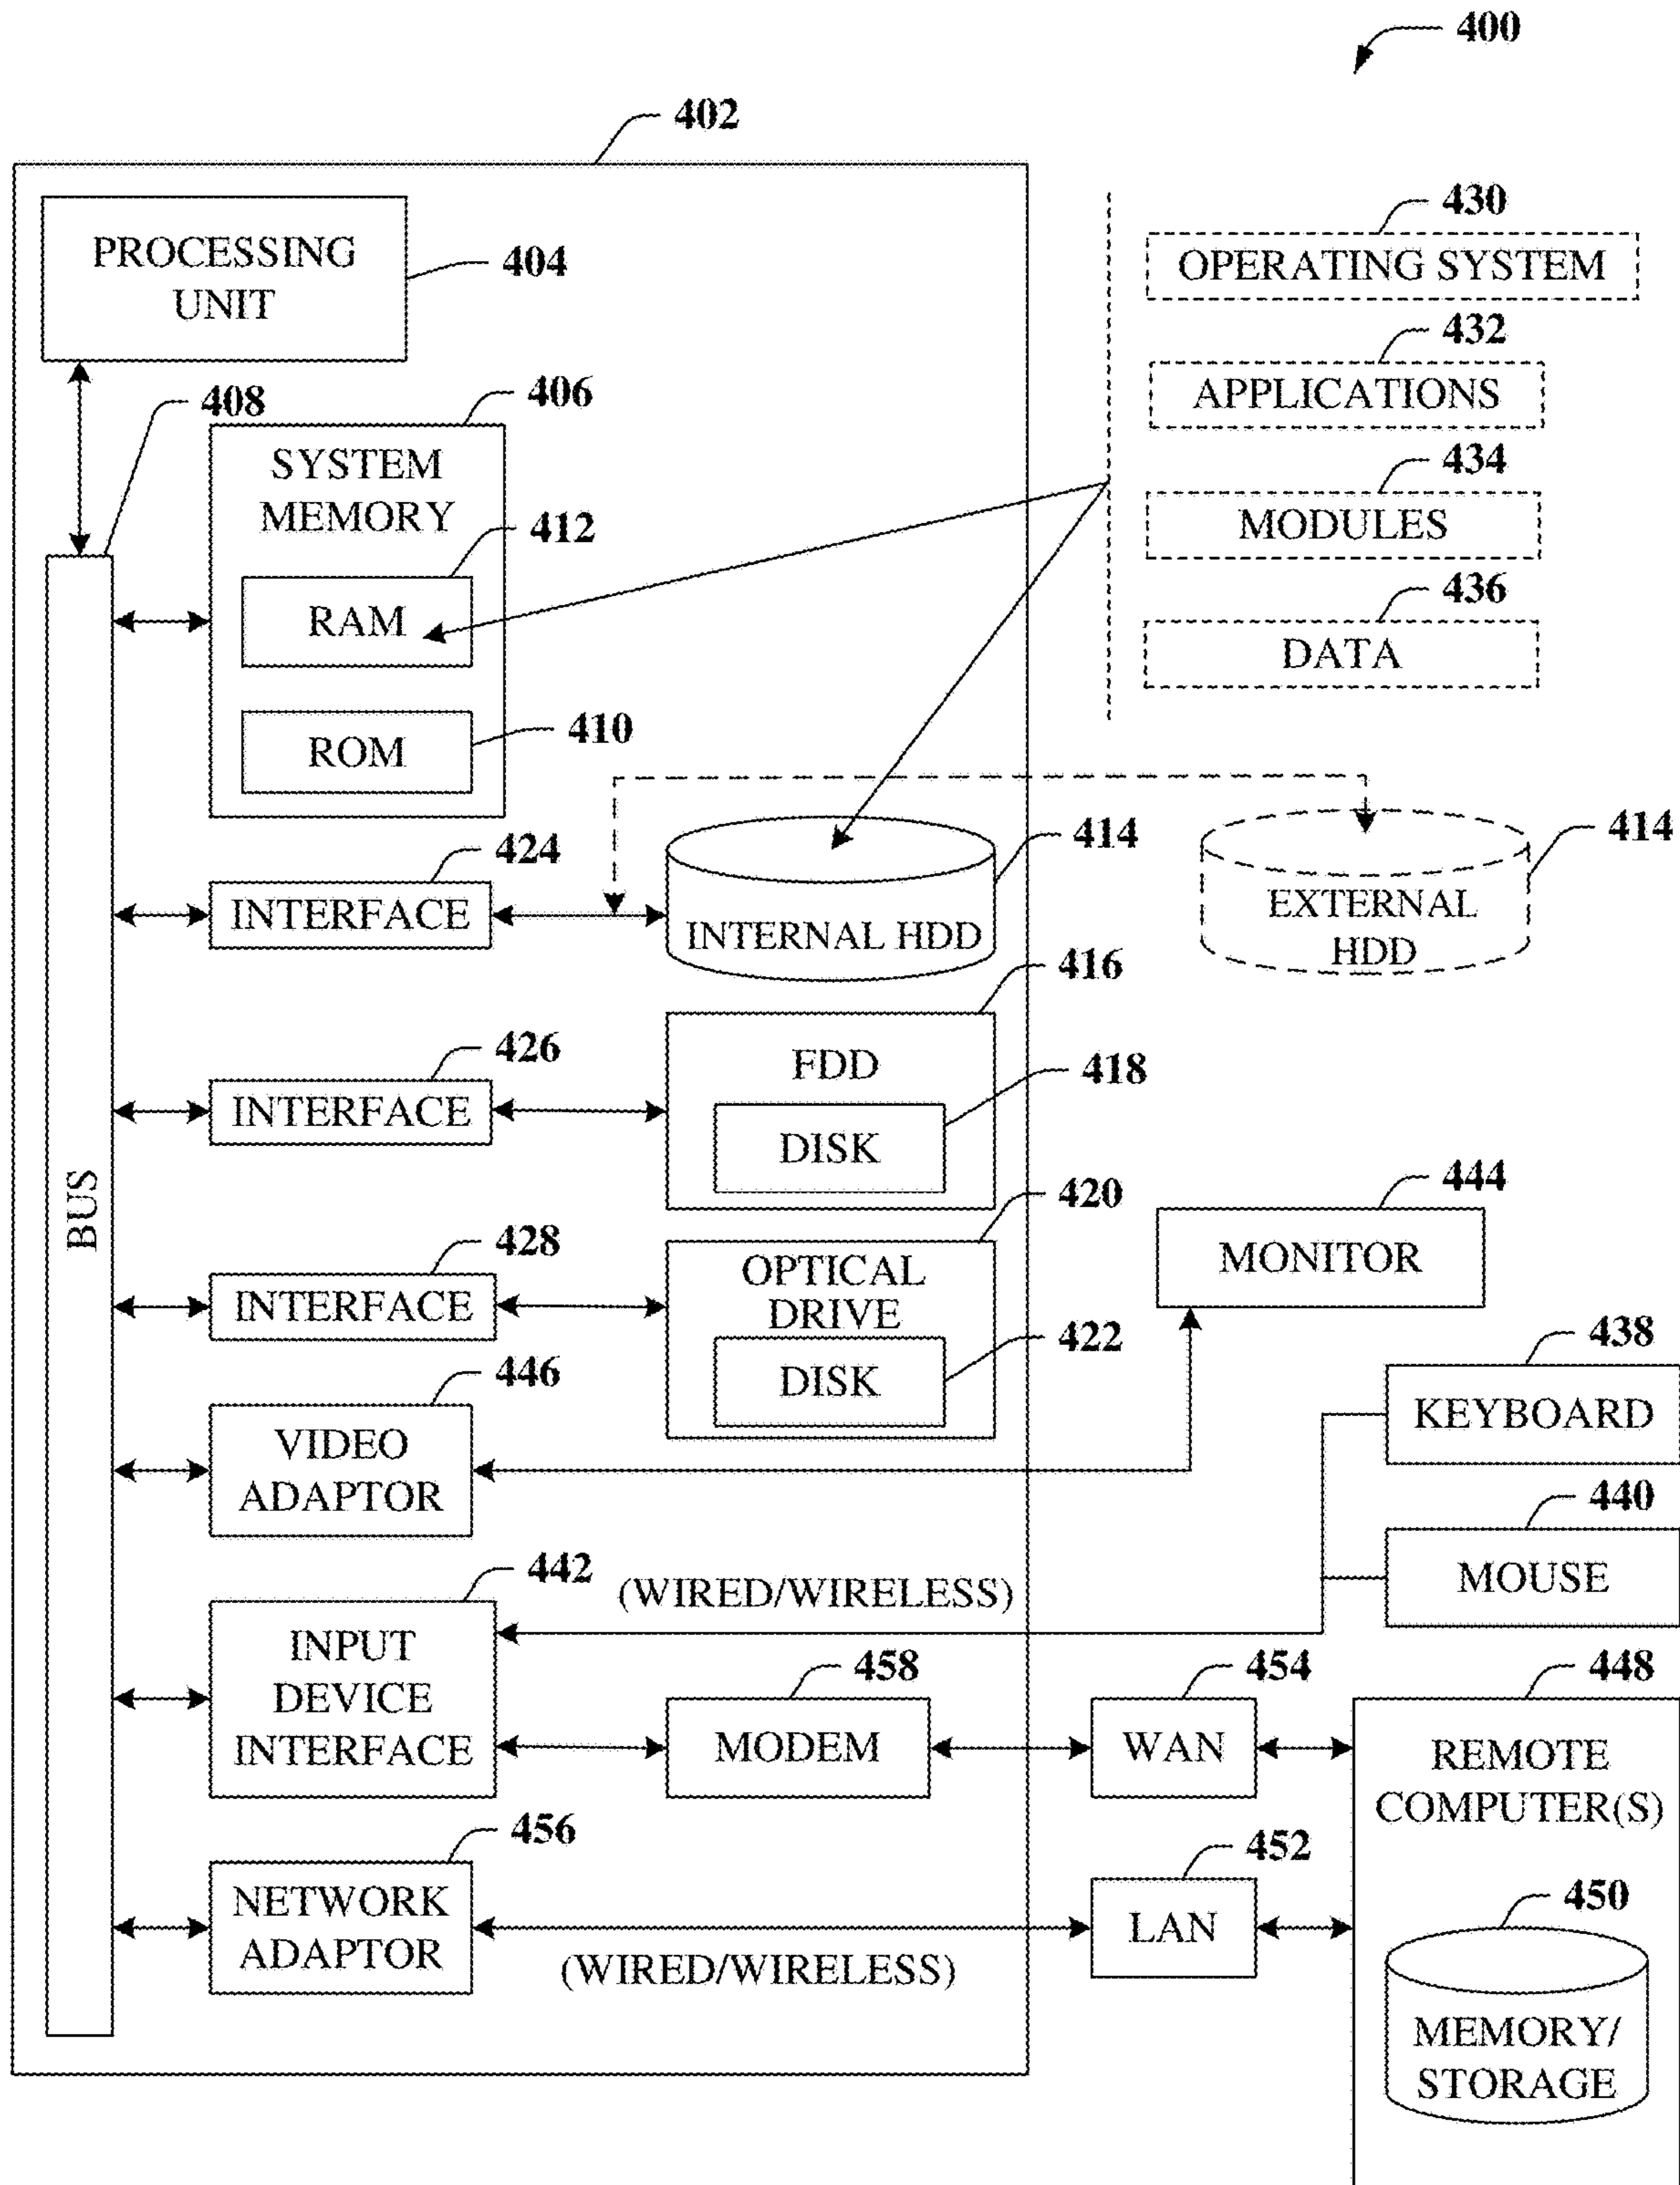 400
402
PROCESSING
UNIT
404
408
406
SYSTEM
MEMORY
412
RAM
410
ROM
430
OPERATING SYSTEM
432
APPLICATIONS
434
MODULES
436
DATA
424
INTERFACE
414
INTERNAL HDD
414
EXTERNAL
HDD
426
INTERFACE
416
FDD
418
DISK
BUS
428
INTERFACE
420
OPTICAL
DRIVE
422
DISK
444
MONITOR
446
VIDEO
ADAPTOR
438
KEYBOARD
440
MOUSE
442
(WIRED/WIRELESS)
INPUT
DEVICE
INTERFACE
458
MODEM
454
WAN
448
REMOTE
COMPUTER(S)
456
NETWORK
ADAPTOR
(WIRED/WIRELESS)
452
LAN
450
MEMORY/
STORAGE